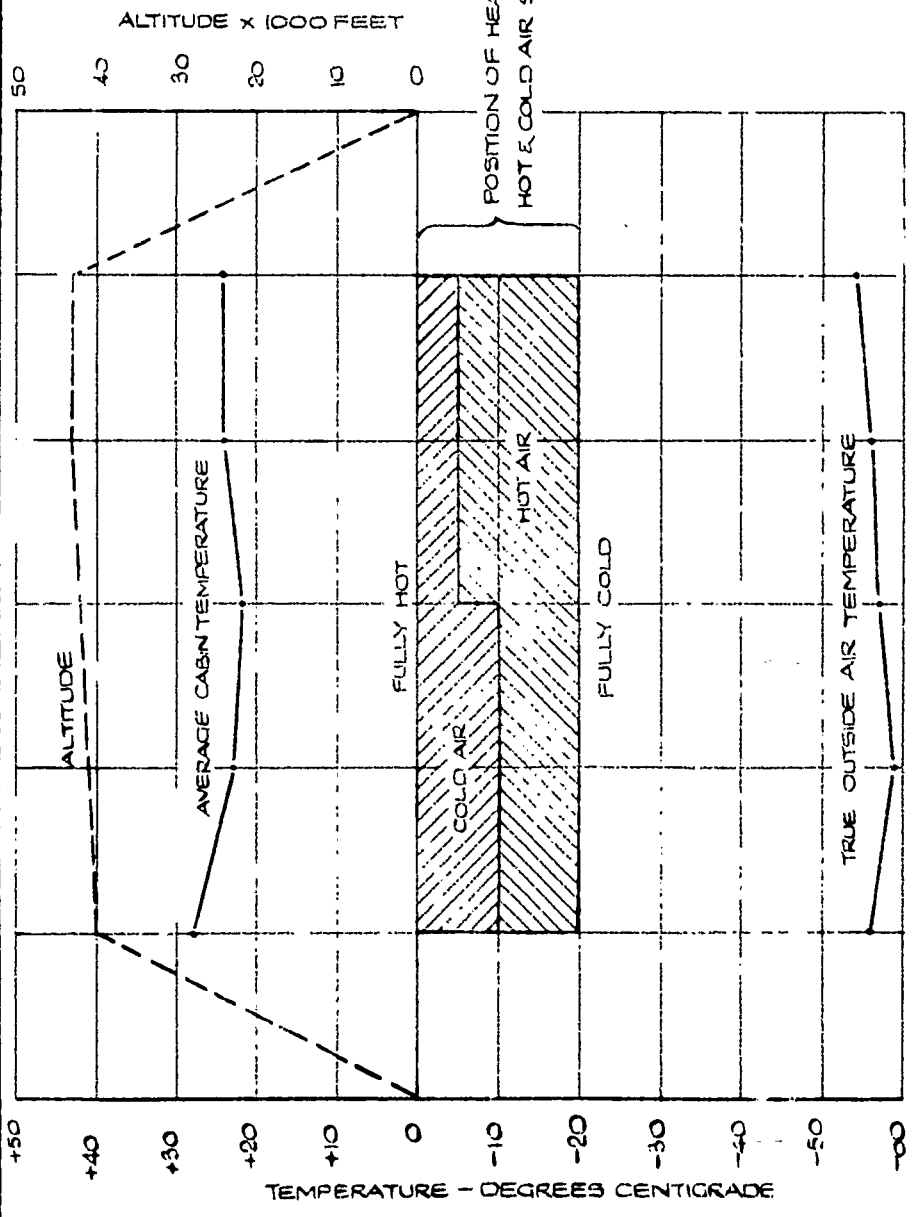 ALTITUDE x 1000 FEET
50
40
30
20
10
0
POSITION OF
HOT & COLD AIR
ALTITUDE
AVERAGE CABIN TEMPERATURE
FULLY HOT
COLD AIR
HOT AIR
FULLY COLD
TRUE OUTSIDE AIR TEMPERATURE
+50
+40
+30
+20
+10
0
-10
-20
-30
-40
-50
-60
TEMPERATURE - DEGREES CENTIGRADE